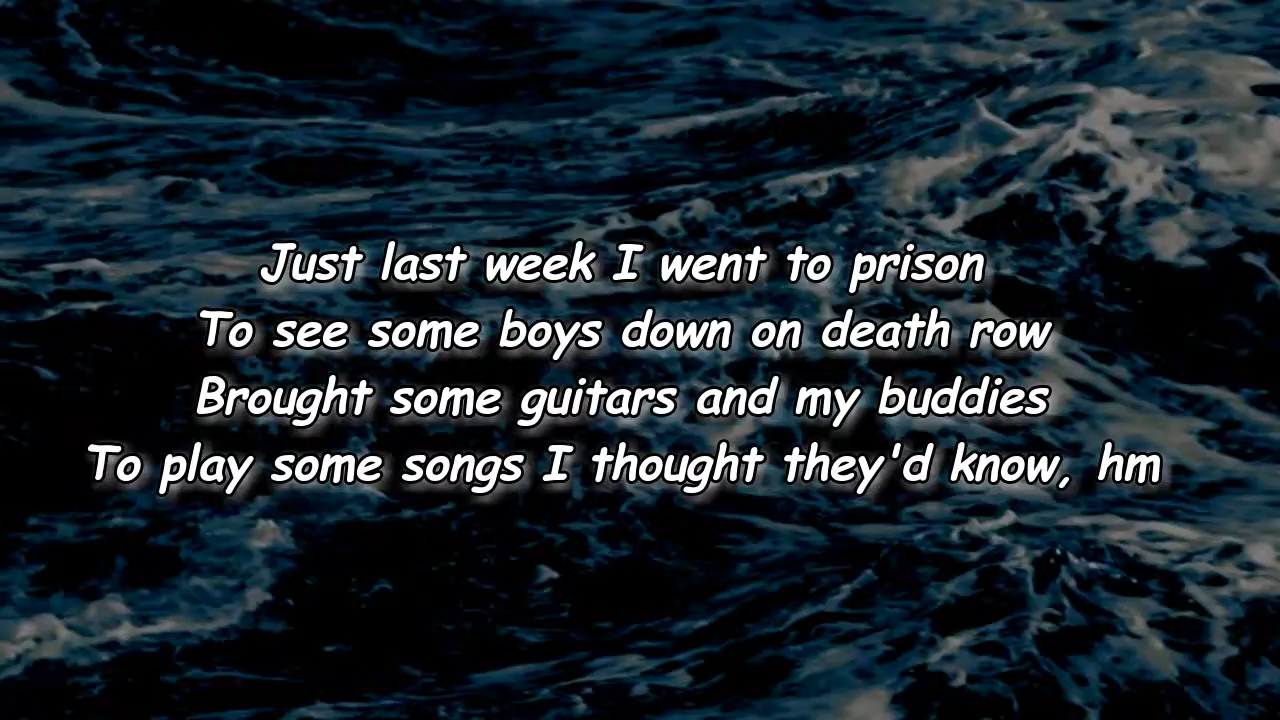 Just last week I went to prison
To see some boys down on death row
Brought some guitars and my buddies
To play some songs I thought they'd know, hm